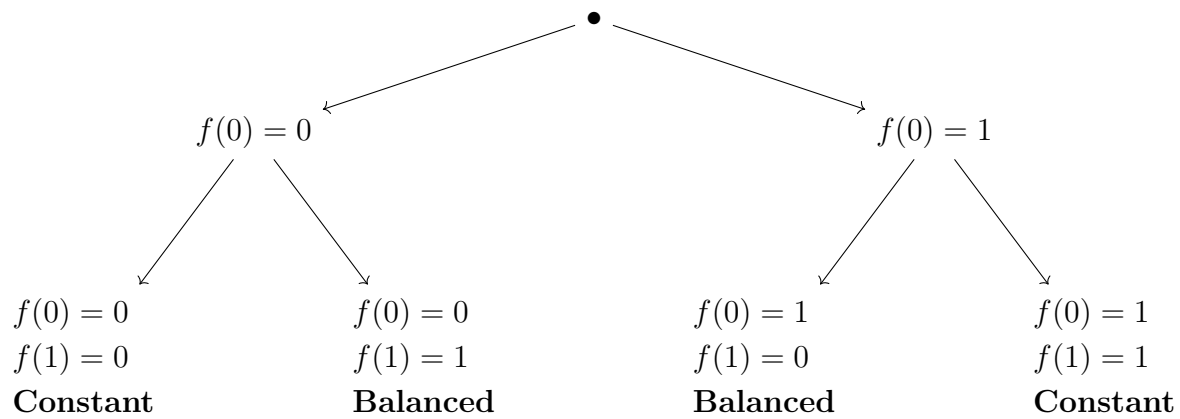 f(0) = 0
f(0) = 1
f(0) = 0
f(1) = 0
Constant
f(0) = 0
f(1) = 1
Balanced
f(0) = 1
f(1) = 0
Balanced
f(0) = 1
f(1) = 1
Constant